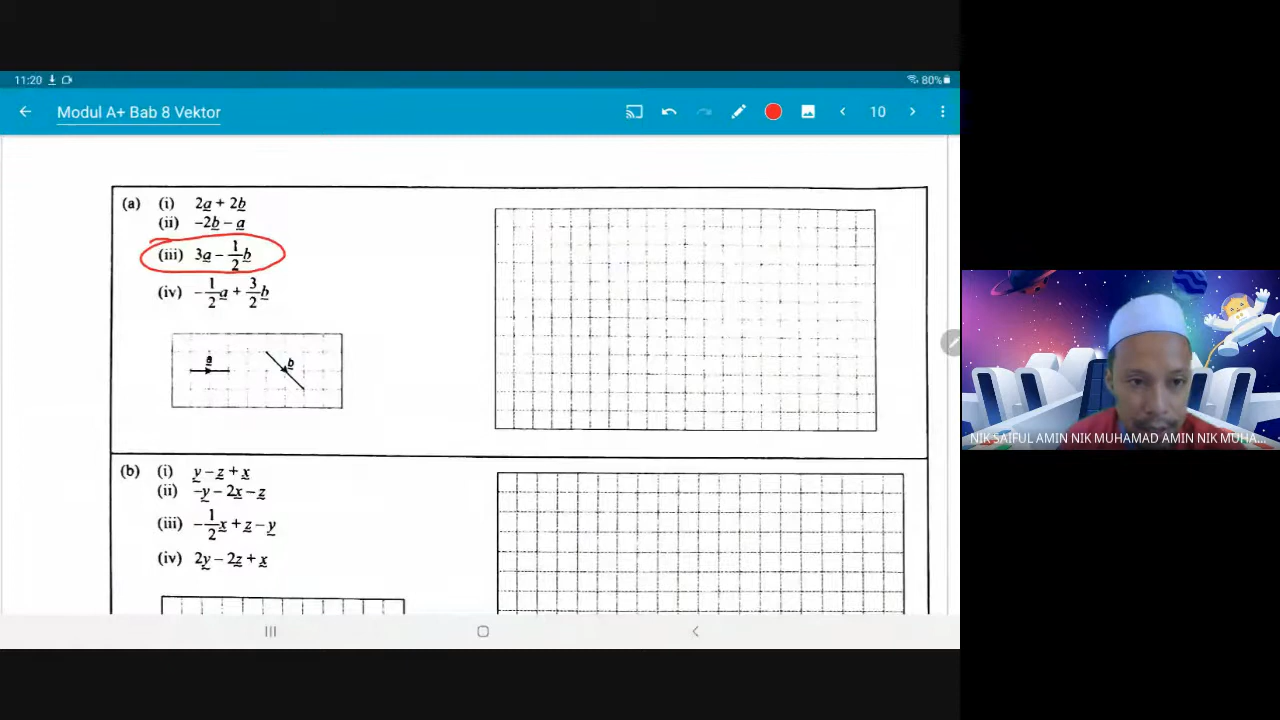 11:20
80%
Modul A+ Bab 8 Vektor
10
(a) (i) 2a + 2b
(ii) −2b − a
(iii) 3a − 1/2 b
(iv) −1/2 a + 3/2 b
a
b
(b) (i) y − z + x
(ii) −y − 2x − z
(iii) −1/2 x + z − y
(iv) 2y − 2z + x
NIK SAIFUL AMIN NIK MUHAMAD AMIN NIK MUHA...